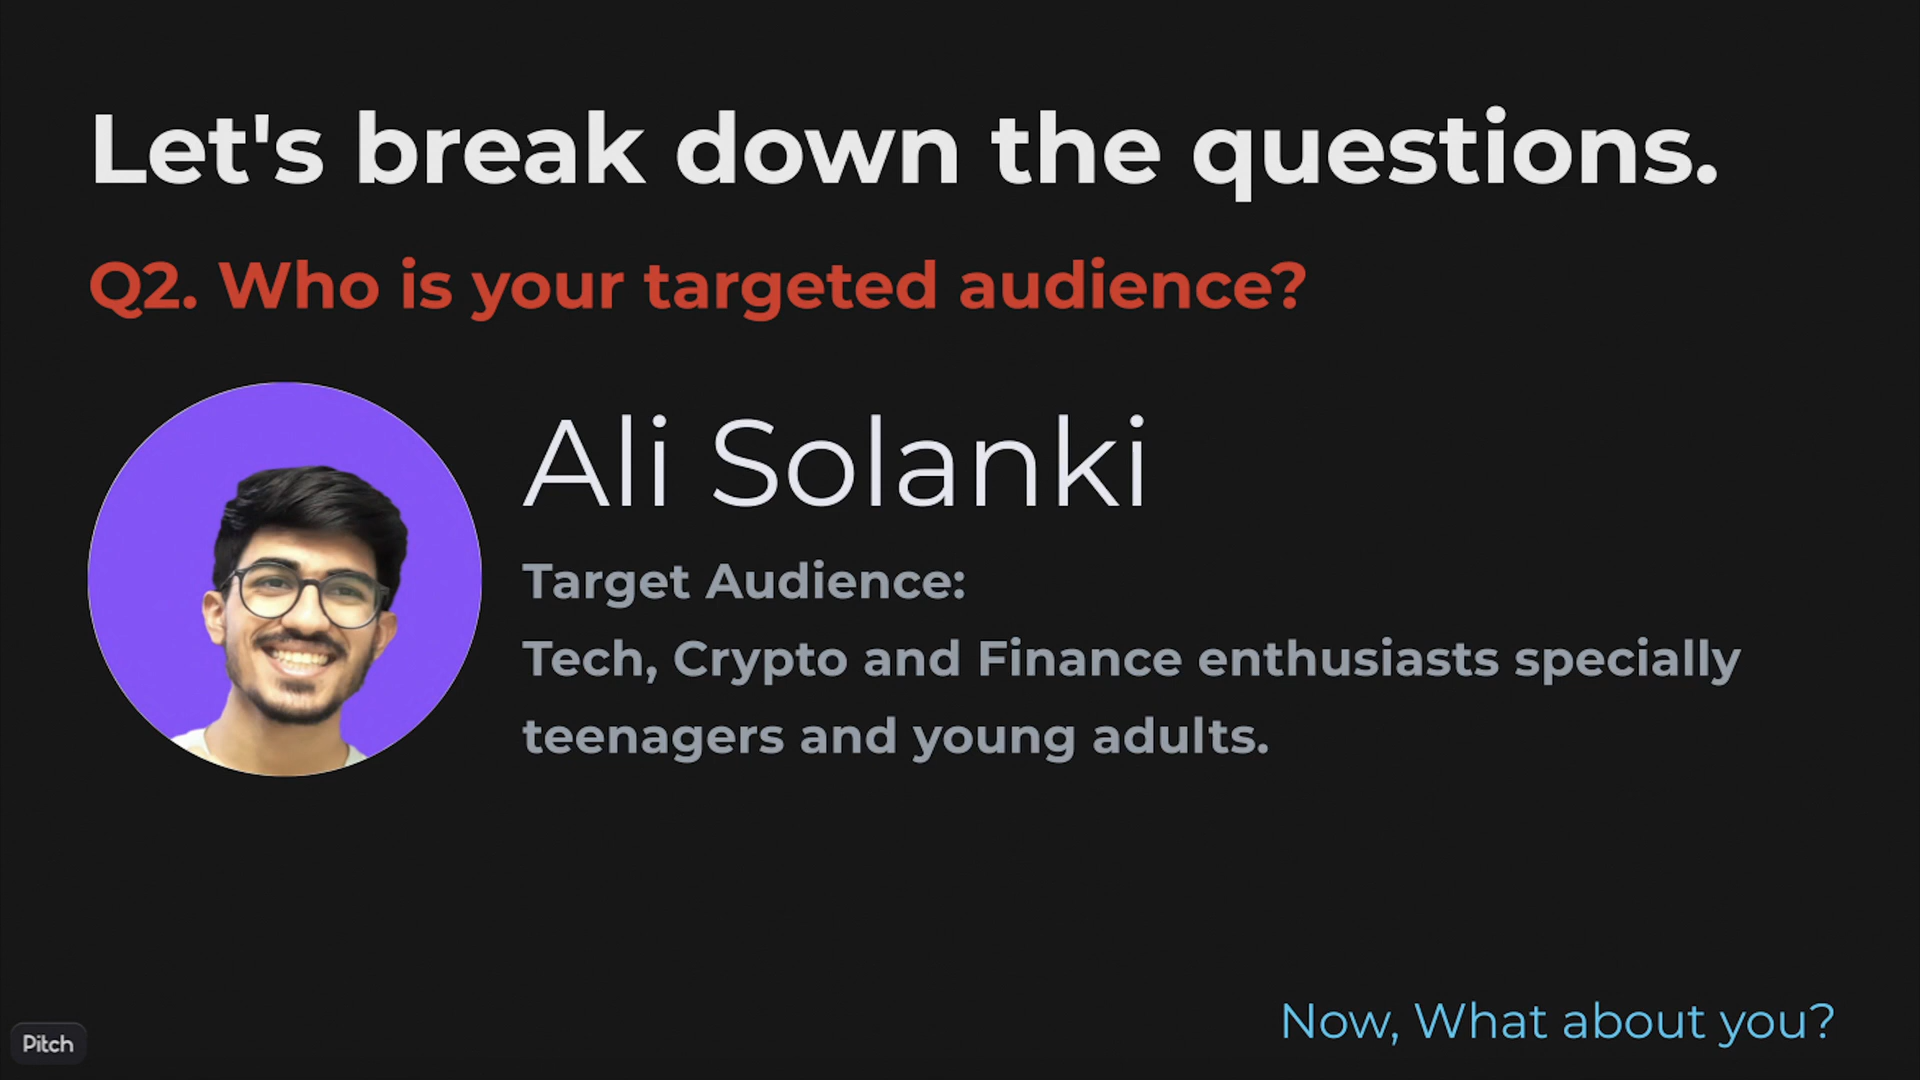 Let's break down the questions.
Q2. Who is your targeted audience?
Ali Solanki
Target Audience:
Tech, Crypto and Finance enthusiasts specially
teenagers and young adults.
Now, What about you?
Pitch